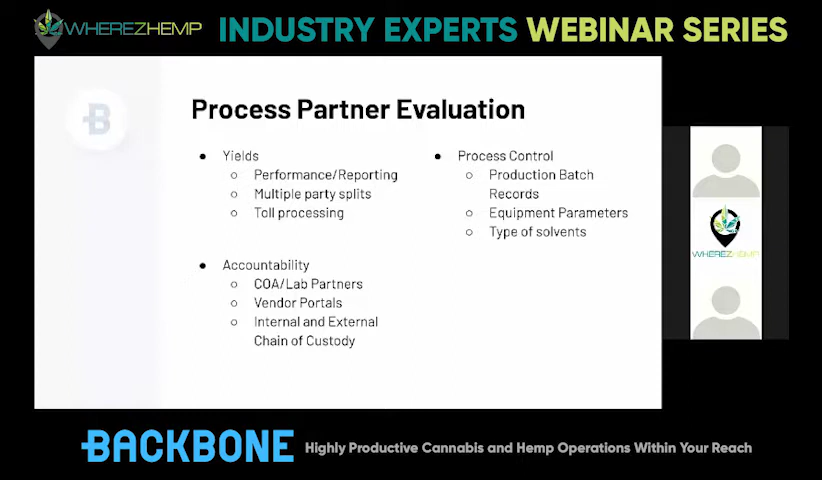 WHEREZHEMP INDUSTRY EXPERTS WEBINAR SERIES
Process Partner Evaluation
Yields
Performance/Reporting
Multiple party splits
Toll processing
Accountability
COA/Lab Partners
Vendor Portals
Internal and External
Chain of Custody
Process Control
Production Batch
Records
Equipment Parameters
Type of solvents
WHEREZHEMP
BACKBONE Highly Productive Cannabis and Hemp Operations Within Your Reach